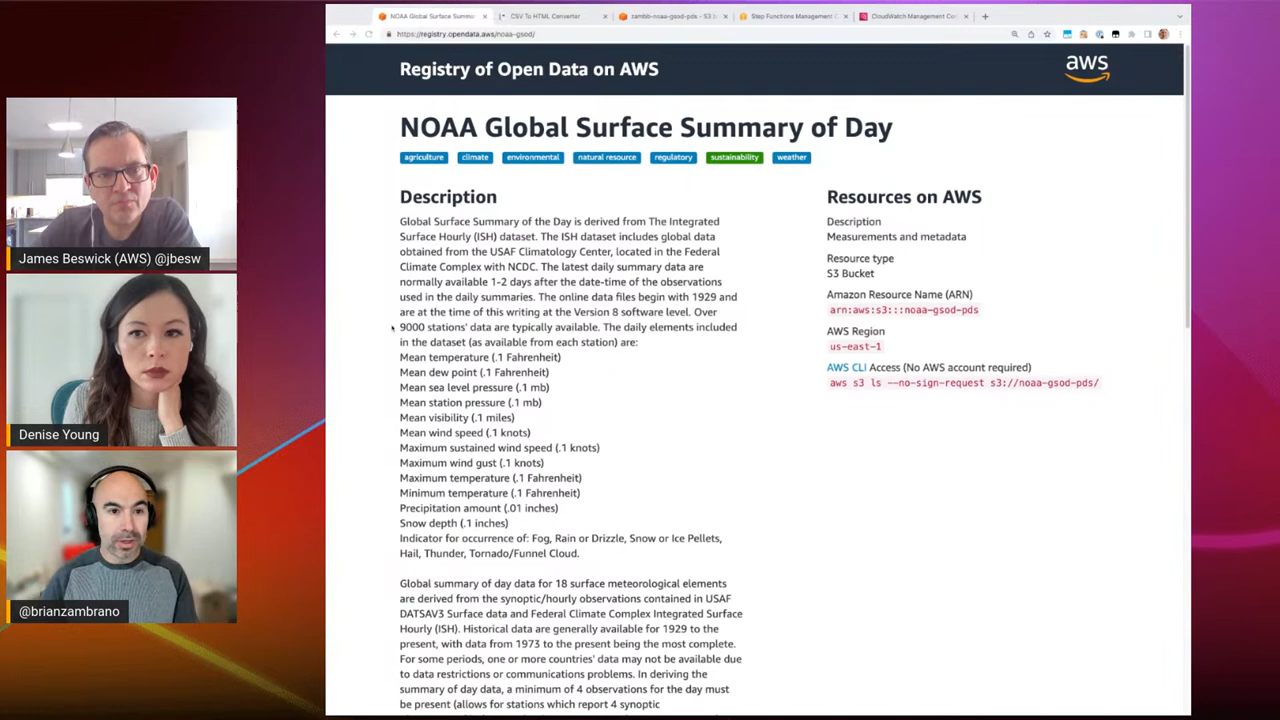 NOAA Global Surface Summa
CSV To HTML Converter
zambb-noaa-gsod-pds - S3 b
Step Functions Management C
CloudWatch Management Con
https://registry.opendata.aws/noaa-gsod/
Registry of Open Data on AWS
aws
NOAA Global Surface Summary of Day
agriculture
climate
environmental
natural resource
regulatory
sustainability
weather
Description
Global Surface Summary of the Day is derived from The Integrated
Surface Hourly (ISH) dataset. The ISH dataset includes global data
obtained from the USAF Climatology Center, located in the Federal
Climate Complex with NCDC. The latest daily summary data are
normally available 1-2 days after the date-time of the observations
used in the daily summaries. The online data files begin with 1929 and
are at the time of this writing at the Version 8 software level. Over
9000 stations' data are typically available. The daily elements included
in the dataset (as available from each station) are:
Mean temperature (.1 Fahrenheit)
Mean dew point (.1 Fahrenheit)
Mean sea level pressure (.1 mb)
Mean station pressure (.1 mb)
Mean visibility (.1 miles)
Mean wind speed (.1 knots)
Maximum sustained wind speed (.1 knots)
Maximum wind gust (.1 knots)
Maximum temperature (.1 Fahrenheit)
Minimum temperature (.1 Fahrenheit)
Precipitation amount (.01 inches)
Snow depth (.1 inches)
Indicator for occurrence of: Fog, Rain or Drizzle, Snow or Ice Pellets,
Hail, Thunder, Tornado/Funnel Cloud.
Global summary of day data for 18 surface meteorological elements
are derived from the synoptic/hourly observations contained in USAF
DATSAV3 Surface data and Federal Climate Complex Integrated Surface
Hourly (ISH). Historical data are generally available for 1929 to the
present, with data from 1973 to the present being the most complete.
For some periods, one or more countries' data may not be available due
to data restrictions or communications problems. In deriving the
summary of day data, a minimum of 4 observations for the day must
be present (allows for stations which report 4 synoptic
Resources on AWS
Description
Measurements and metadata
Resource type
S3 Bucket
Amazon Resource Name (ARN)
arn:aws:s3:::noaa-gsod-pds
AWS Region
us-east-1
AWS CLI Access (No AWS account required)
aws s3 ls --no-sign-request s3://noaa-gsod-pds/
James Beswick (AWS) @jbesw
Denise Young
@brianzambrano